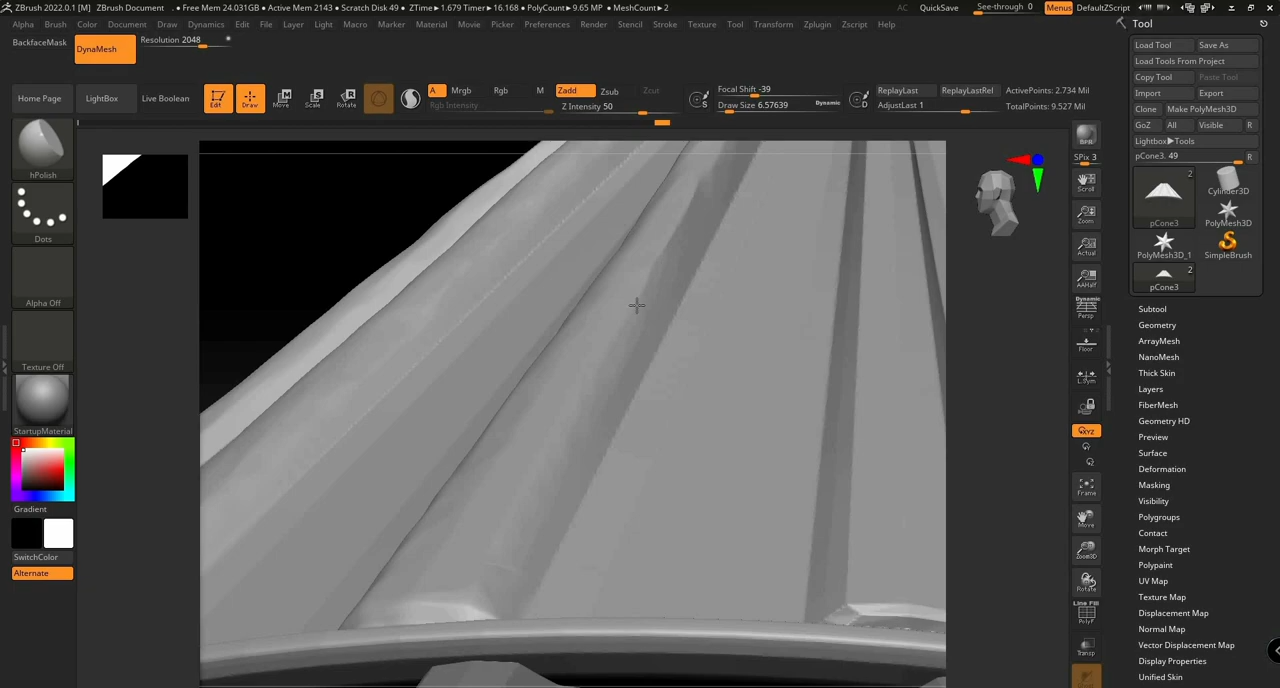 ZBrush 2022.0.1 [M]   ZBrush Document   . ● Free Mem 24.031GB ● Active Mem 2143 ● Scratch Disk 49 ● ZTime▶1.679 Timer▶16.168 ● PolyCount▶9.65 MP ● MeshCount▶2   AC   QuickSave   See-through 0   Menus   DefaultZScript
Alpha Brush Color Document Draw Dynamics Edit File Layer Light Macro Marker Material Movie Picker Preferences Render Stencil Stroke Texture Tool Transform Zplugin Zscript Help
BackfaceMask
DynaMesh
Resolution 2048
Home Page
LightBox
Live Boolean
Edit
Draw
Move
Scale
Rotate
A
Mrgb
Rgb
M
Rgb Intensity
Zadd
Zsub
Zcut
Z Intensity 50
S
Focal Shift -39
Draw Size 6.57639
Dynamic
D
ReplayLast
ReplayLastRel
AdjustLast 1
ActivePoints: 2.734 Mil
TotalPoints: 9.527 Mil
hPolish
Dots
Alpha Off
Texture Off
StartupMaterial
Gradient
SwitchColor
Alternate
BPR
SPix 3
Scroll
Zoom
Actual
AAHalf
Dynamic
Persp
Floor
L.Sym
XYZ
Frame
Move
Zoom3D
Rotate
Line Fill
PolyF
Transp
Tool
Load Tool
Save As
Load Tools From Project
Copy Tool
Paste Tool
Import
Export
Clone
Make PolyMesh3D
GoZ
All
Visible
R
Lightbox▶Tools
pCone3. 49
R
2
pCone3
Cylinder3D
PolyMesh3D
PolyMesh3D_1
SimpleBrush
2
pCone3
Subtool
Geometry
ArrayMesh
NanoMesh
Thick Skin
Layers
FiberMesh
Geometry HD
Preview
Surface
Deformation
Masking
Visibility
Polygroups
Contact
Morph Target
Polypaint
UV Map
Texture Map
Displacement Map
Normal Map
Vector Displacement Map
Display Properties
Unified Skin